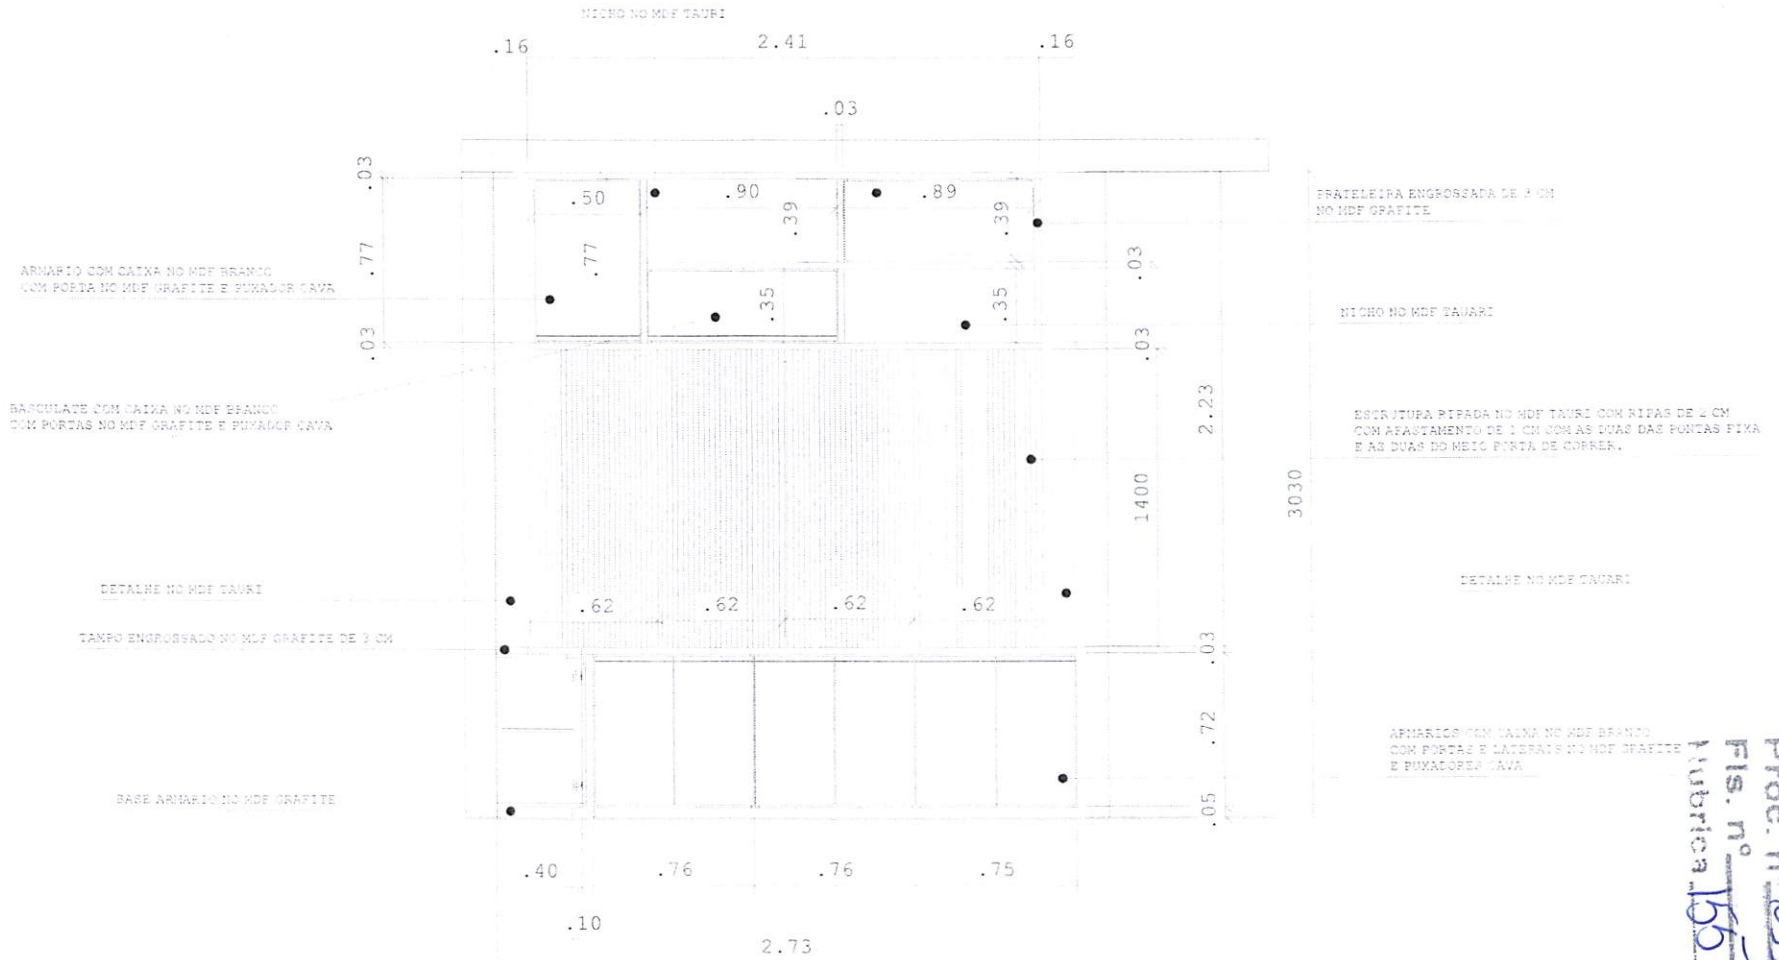 NICHO NO MDF TAURI
.16
2.41
.16
.03
.03
.50
.90
.89
.39
.39
.77
.77
.03
.35
.35
.03
.03
PRATELEIRA ENGROSSADA DE 3 CM
NO MDF GRAFITE
ARMARIO COM CAIXA NO MDF BRANCO
COM PORTA NO MDF GRAFITE E PUXADOR CAVA
NICHO NO MDF TAUARI
BASCULATE COM CAIXA NO MDF BRANCO
COM PORTAS NO MDF GRAFITE E PUXADOR CAVA
2.23
ESTRUTURA RIPADA NO MDF TAURI COM RIPAS DE 2 CM
COM AFASTAMENTO DE 1 CM COM AS DUAS DAS PONTAS FIXA
E AS DUAS DO MEIO PORTA DE CORRER.
1400
3030
DETALHE NO MDF TAURI
DETALHE NO MDF TAUARI
.62
.62
.62
.62
TAMPO ENGROSSADO NO MDF GRAFITE DE 3 CM
.03
.72
ARMARIOS COM CAIXA NO MDF BRANCO
COM PORTAS E LATERAIS NO MDF GRAFITE
E PUXADORES CAVA
BASE ARMARIO NO MDF GRAFITE
.05
.40
.76
.76
.75
.10
2.73
Proc. nº
Fls. nº
Rubrica